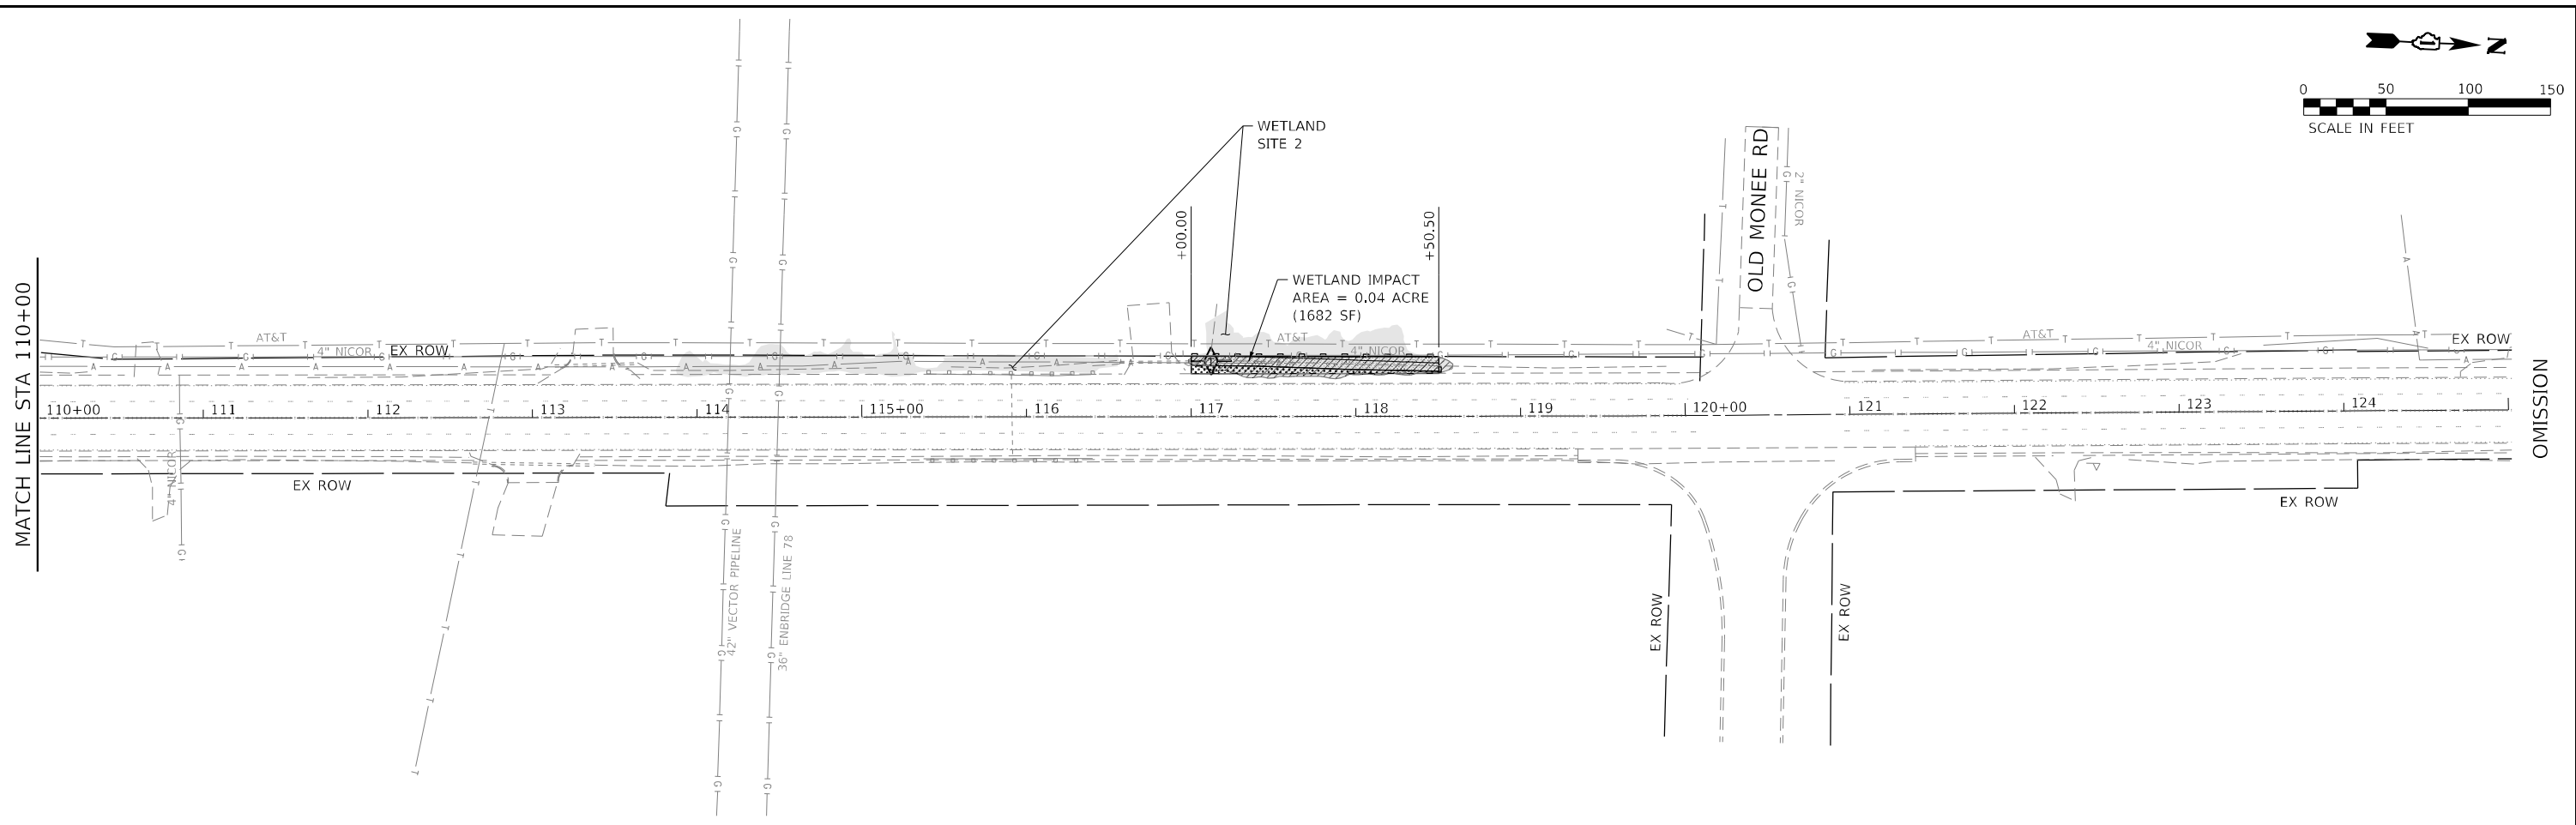 N
0 50 100 150
SCALE IN FEET
WETLAND
SITE 2
+00.00
+50.50
WETLAND IMPACT
AREA = 0.04 ACRE
(1682 SF)
OLD MONEE RD
2" NICOR
MATCH LINE STA 110+00
AT&T
4" NICOR
EX ROW
AT&T
4" NICOR
AT&T
4" NICOR
EX ROW
110+00 111 112 113 114 115+00 116 117 118 119 120+00 121 122 123 124
OMISSION
4" NICOR
EX ROW
EX ROW
42" VECTOR PIPELINE
36" ENBRIDGE LINE 78
EX ROW
EX ROW